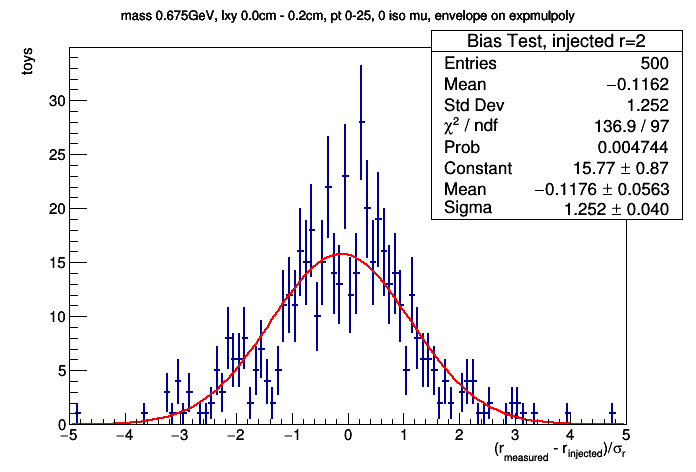 mass 0.675GeV, lxy 0.0cm - 0.2cm, pt 0-25, 0 iso mu, envelope on expmulpoly
Bias Test, injected r=2
Entries 500
Mean −0.1162
Std Dev 1.252
χ² / ndf 136.9 / 97
Prob 0.004744
Constant 15.77 ± 0.87
Mean −0.1176 ± 0.0563
Sigma 1.252 ± 0.040
toys
30
25
20
15
10
5
0
−5 −4 −3 −2 −1 0 1 2 3 4 5
(r_measured - r_injected)/σ_r